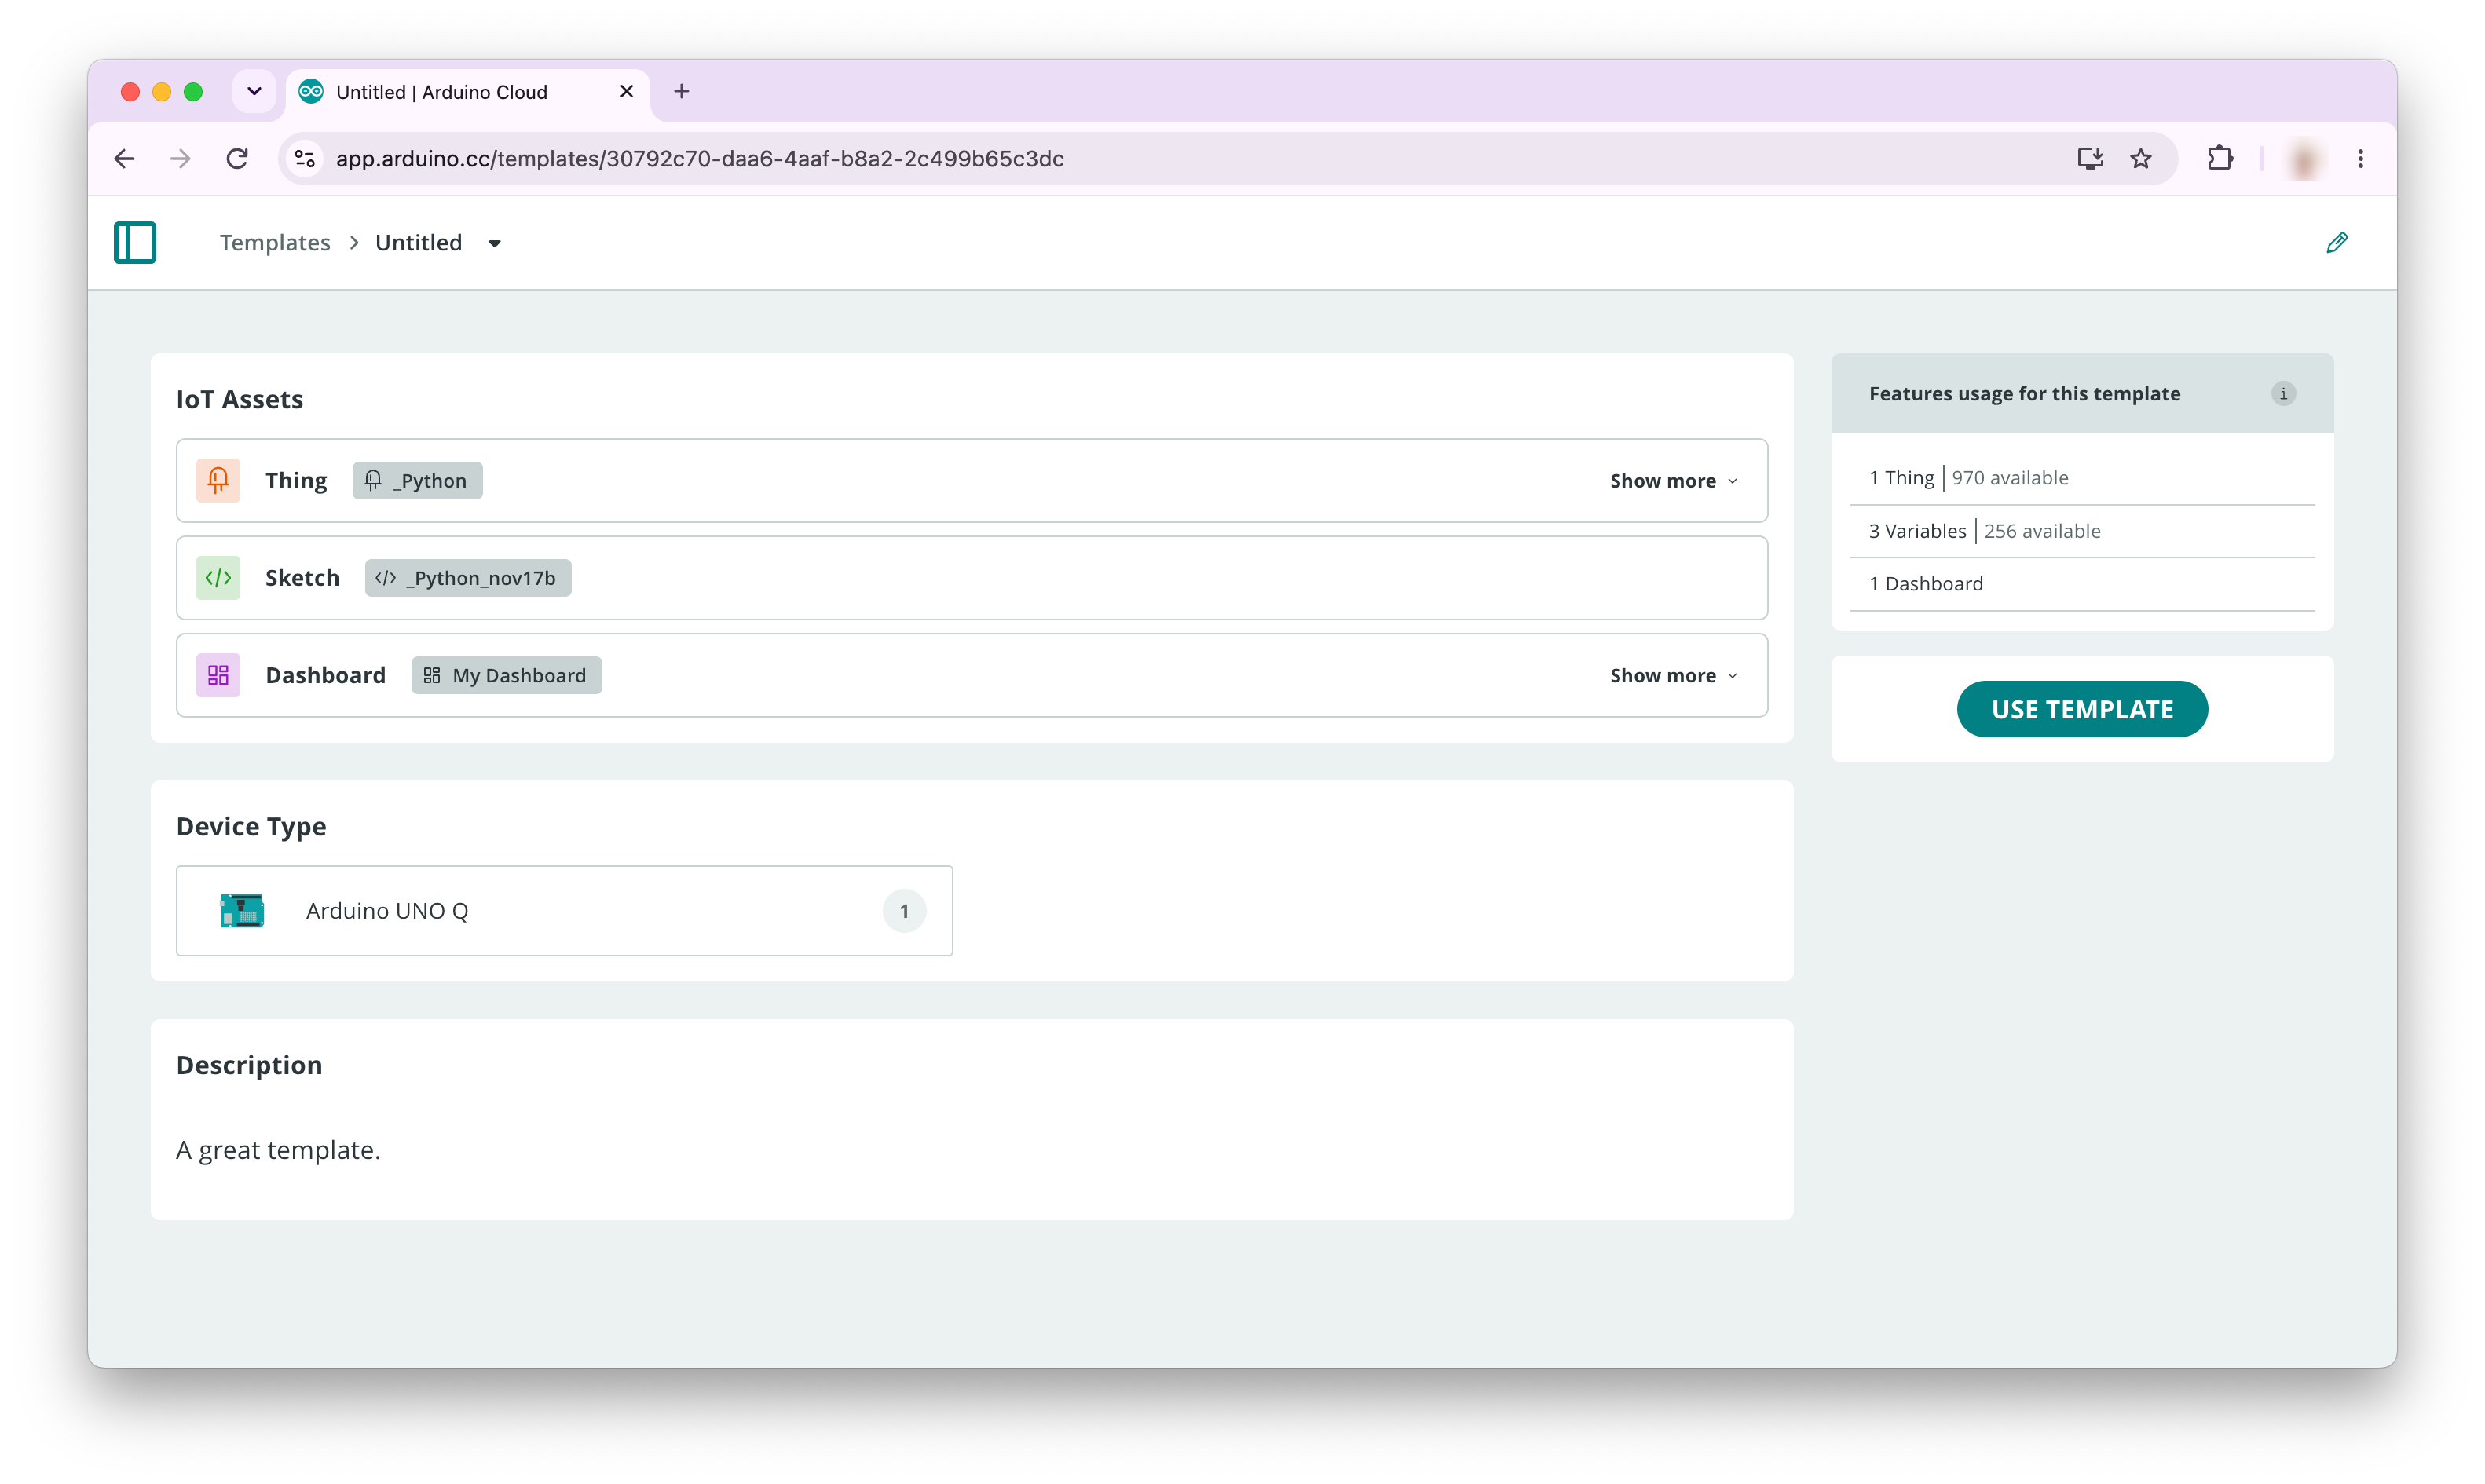 Untitled | Arduino Cloud
app.arduino.cc/templates/30792c70-daa6-4aaf-b8a2-2c499b65c3dc
Templates > Untitled
IoT Assets
Thing _Python Show more
Sketch </> _Python_nov17b
Dashboard My Dashboard Show more
Device Type
Arduino UNO Q 1
Description
A great template.
Features usage for this template i
1 Thing | 970 available
3 Variables | 256 available
1 Dashboard
USE TEMPLATE